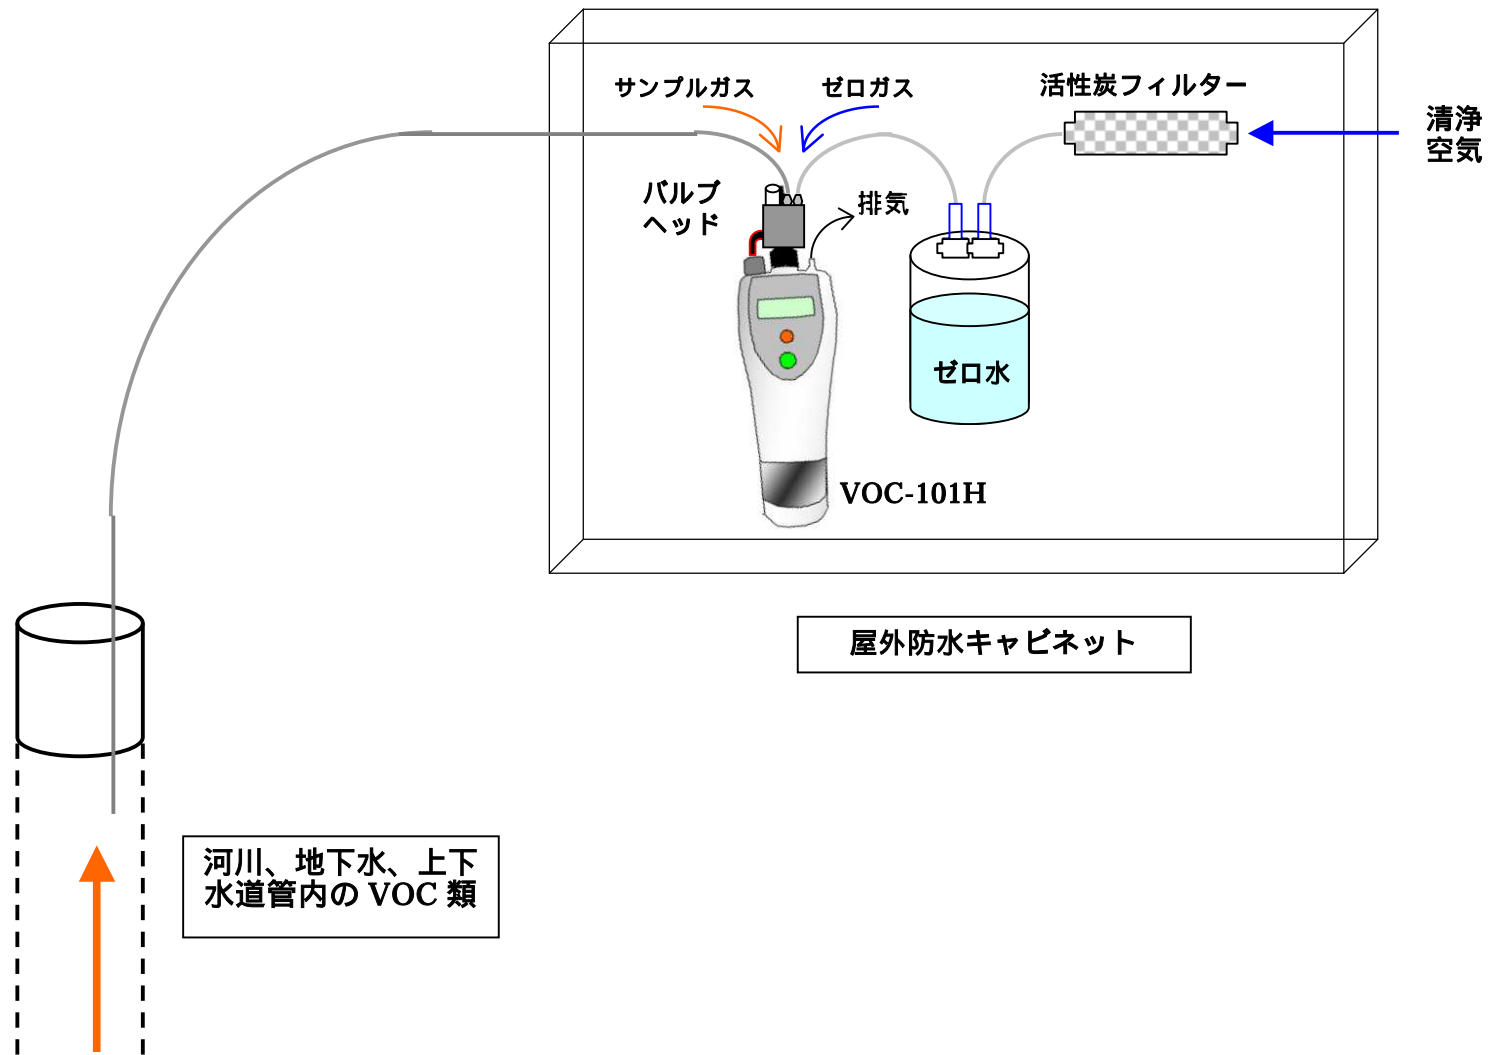 サンプルガス
ゼロガス
活性炭フィルター
清浄
空気
バルブ
ヘッド
排気
ゼロ水
VOC-101H
屋外防水キャビネット
河川、地下水、上下
水道管内の VOC 類